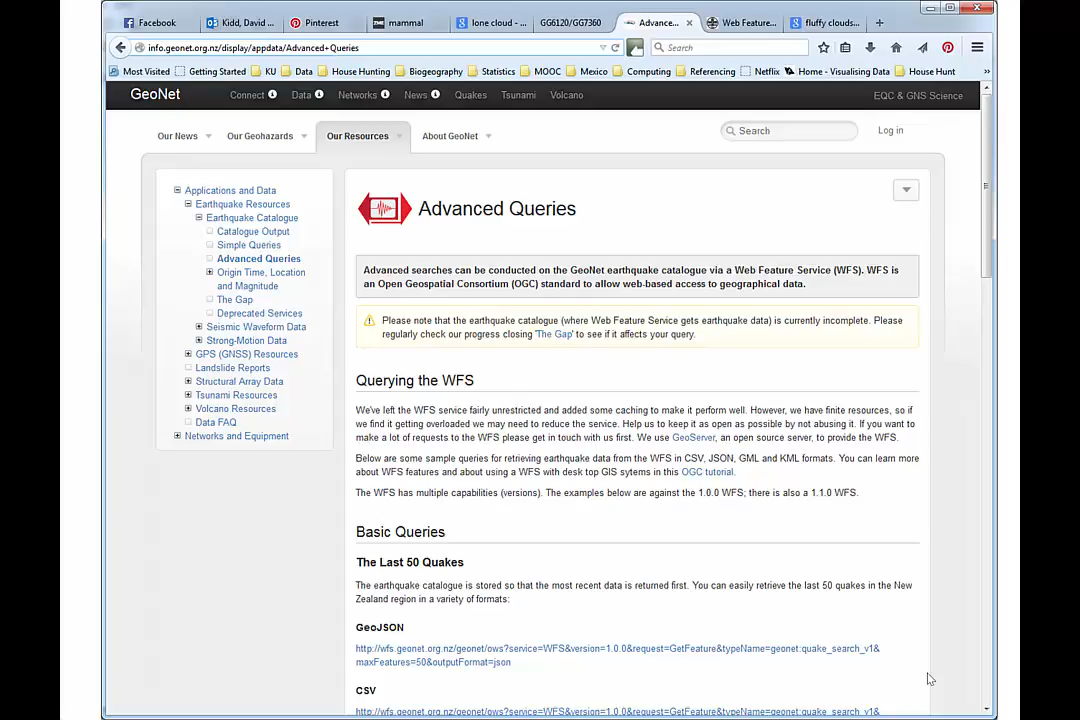 Facebook
Kidd, David ...
Pinterest
mammal
lone cloud - ...
GG6120/GG7360
Advance...
Web Feature...
fluffy clouds...
info.geonet.org.nz/display/appdata/Advanced+Queries
Search
Most Visited
Getting Started
KU
Data
House Hunting
Biogeography
Statistics
MOOC
Mexico
Computing
Referencing
Netflix
Home - Visualising Data
House Hunt
GeoNet
Connect
Data
Networks
News
Quakes
Tsunami
Volcano
EQC & GNS Science
Our News
Our Geohazards
Our Resources
About GeoNet
Search
Log in
Applications and Data
Earthquake Resources
Earthquake Catalogue
Catalogue Output
Simple Queries
Advanced Queries
Origin Time, Location
and Magnitude
The Gap
Deprecated Services
Seismic Waveform Data
Strong-Motion Data
GPS (GNSS) Resources
Landslide Reports
Structural Array Data
Tsunami Resources
Volcano Resources
Data FAQ
Networks and Equipment
Advanced Queries
Advanced searches can be conducted on the GeoNet earthquake catalogue via a Web Feature Service (WFS). WFS is
an Open Geospatial Consortium (OGC) standard to allow web-based access to geographical data.
Please note that the earthquake catalogue (where Web Feature Service gets earthquake data) is currently incomplete. Please
regularly check our progress closing 'The Gap' to see if it affects your query.
Querying the WFS
We've left the WFS service fairly unrestricted and added some caching to make it perform well. However, we have finite resources, so if
we find it getting overloaded we may need to reduce the service. Help us to keep it as open as possible by not abusing it. If you want to
make a lot of requests to the WFS please get in touch with us first. We use GeoServer, an open source server, to provide the WFS.
Below are some sample queries for retrieving earthquake data from the WFS in CSV, JSON, GML and KML formats. You can learn more
about WFS features and about using a WFS with desk top GIS sytems in this OGC tutorial.
The WFS has multiple capabilities (versions). The examples below are against the 1.0.0 WFS; there is also a 1.1.0 WFS.
Basic Queries
The Last 50 Quakes
The earthquake catalogue is stored so that the most recent data is returned first. You can easily retrieve the last 50 quakes in the New
Zealand region in a variety of formats:
GeoJSON
http://wfs.geonet.org.nz/geonet/ows?service=WFS&version=1.0.0&request=GetFeature&typeName=geonet:quake_search_v1&
maxFeatures=50&outputFormat=json
CSV
http://wfs.geonet.org.nz/geonet/ows?service=WFS&version=1.0.0&request=GetFeature&typeName=geonet:quake_search_v1&